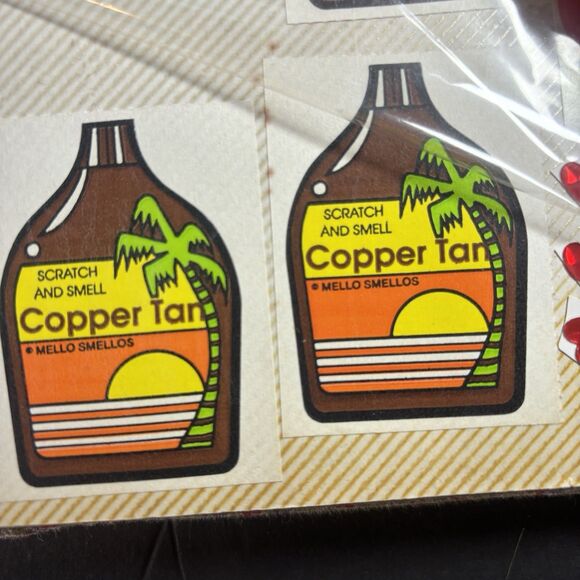 SCRATCH
AND SMELL
Copper Tan
© MELLO SMELLOS
SCRATCH
AND SMELL
Copper Tan
© MELLO SMELLOS